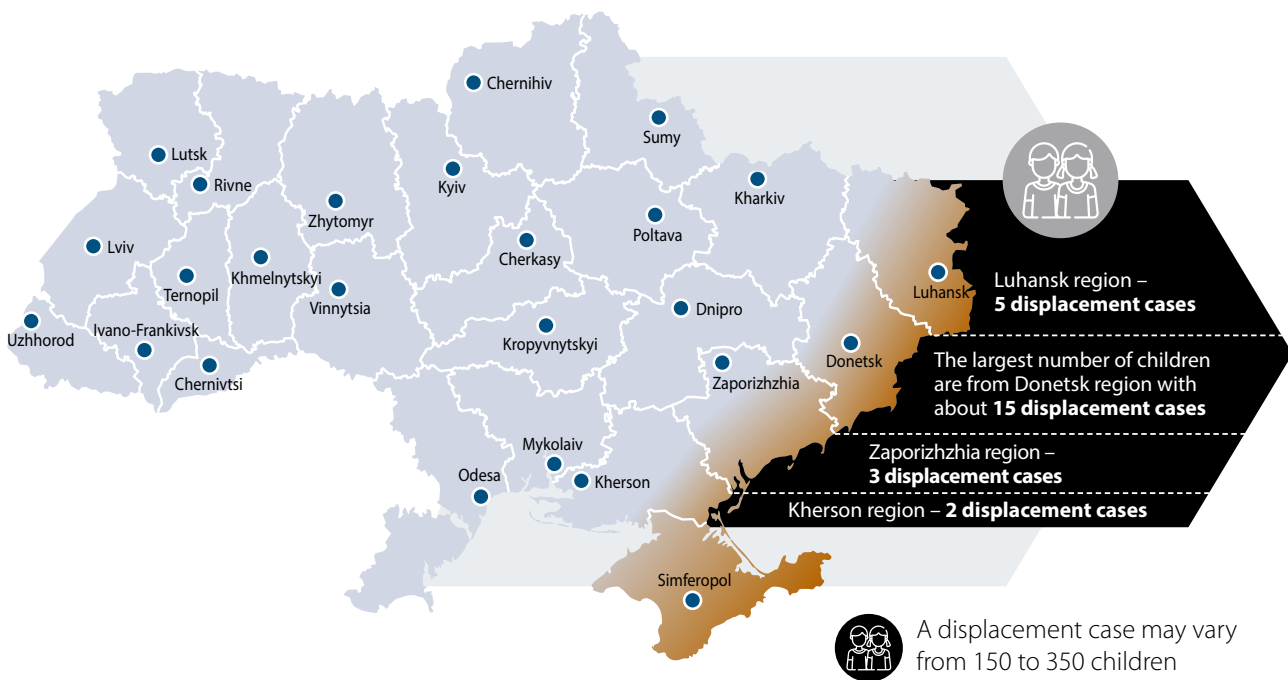 Chernihiv
Sumy
Lutsk
Rivne
Kyiv
Kharkiv
Zhytomyr
Poltava
Lviv
Cherkasy
Khmelnytskyi
Ternopil
Vinnytsia
Luhansk
Uzhhorod
Ivano-Frankivsk
Dnipro
Kropyvnytskyi
Donetsk
Chernivtsi
Zaporizhzhia
Mykolaiv
Odesa
Kherson
Simferopol
Luhansk region –
5 displacement cases
The largest number of children
are from Donetsk region with
about 15 displacement cases
Zaporizhzhia region –
3 displacement cases
Kherson region – 2 displacement cases
A displacement case may vary
from 150 to 350 children